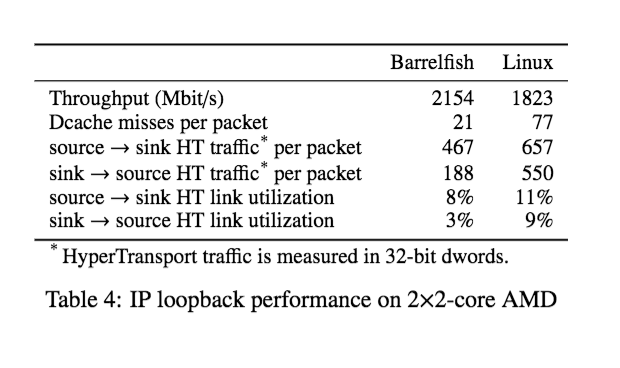 Barrelfish Linux
Throughput (Mbit/s) 2154 1823
Dcache misses per packet 21 77
source → sink HT traffic* per packet 467 657
sink → source HT traffic* per packet 188 550
source → sink HT link utilization 8% 11%
sink → source HT link utilization 3% 9%
* HyperTransport traffic is measured in 32-bit dwords.
Table 4: IP loopback performance on 2×2-core AMD